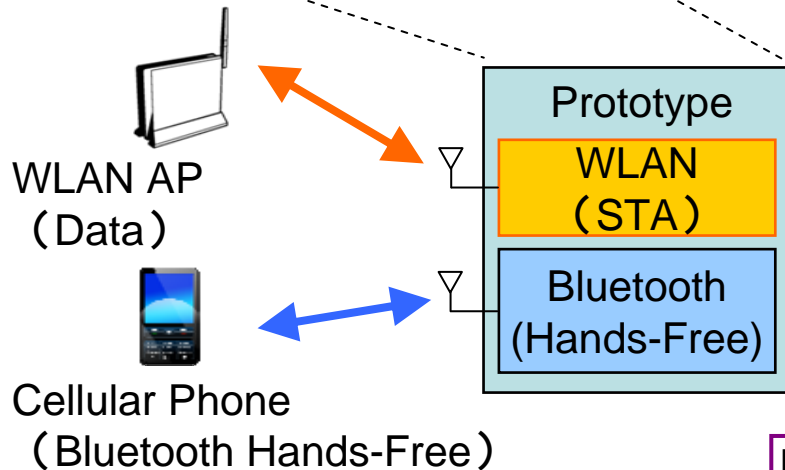 WLAN AP
（Data）
Cellular Phone
（Bluetooth Hands-Free）
Prototype
WLAN
（STA）
Bluetooth
(Hands-Free)